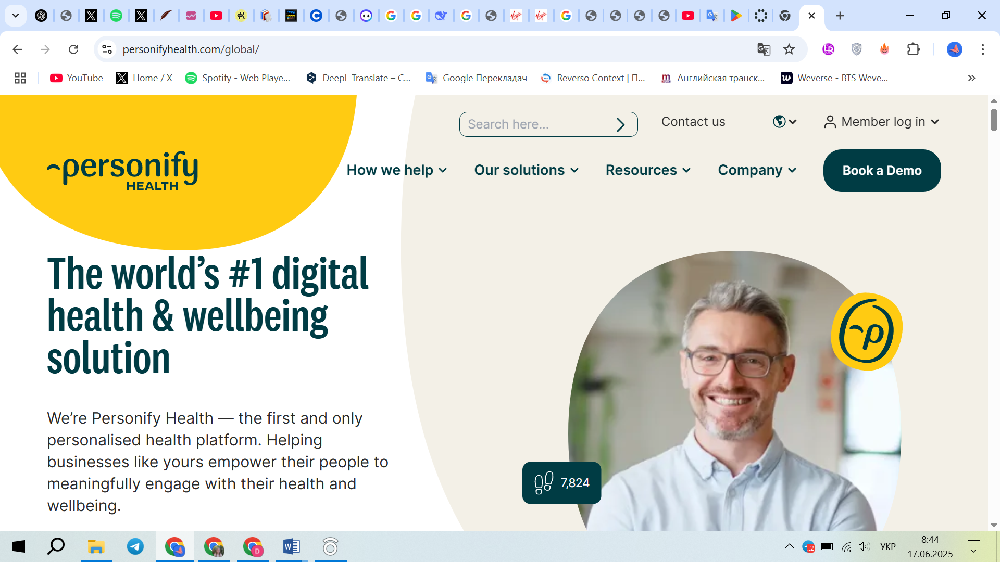 personifyhealth.com/global/
YouTube
Home / X
Spotify - Web Playe...
DeepL Translate – C...
Google Перекладач
Reverso Context | П...
Английская транск...
Weverse - BTS Weve...
Search here...
Contact us
Member log in
personify
HEALTH
How we help
Our solutions
Resources
Company
Book a Demo
The world's #1 digital
health & wellbeing
solution
We're Personify Health — the first and only
personalised health platform. Helping
businesses like yours empower their people to
meaningfully engage with their health and
wellbeing.
p
7,824
УКР
8:44
17.06.2025